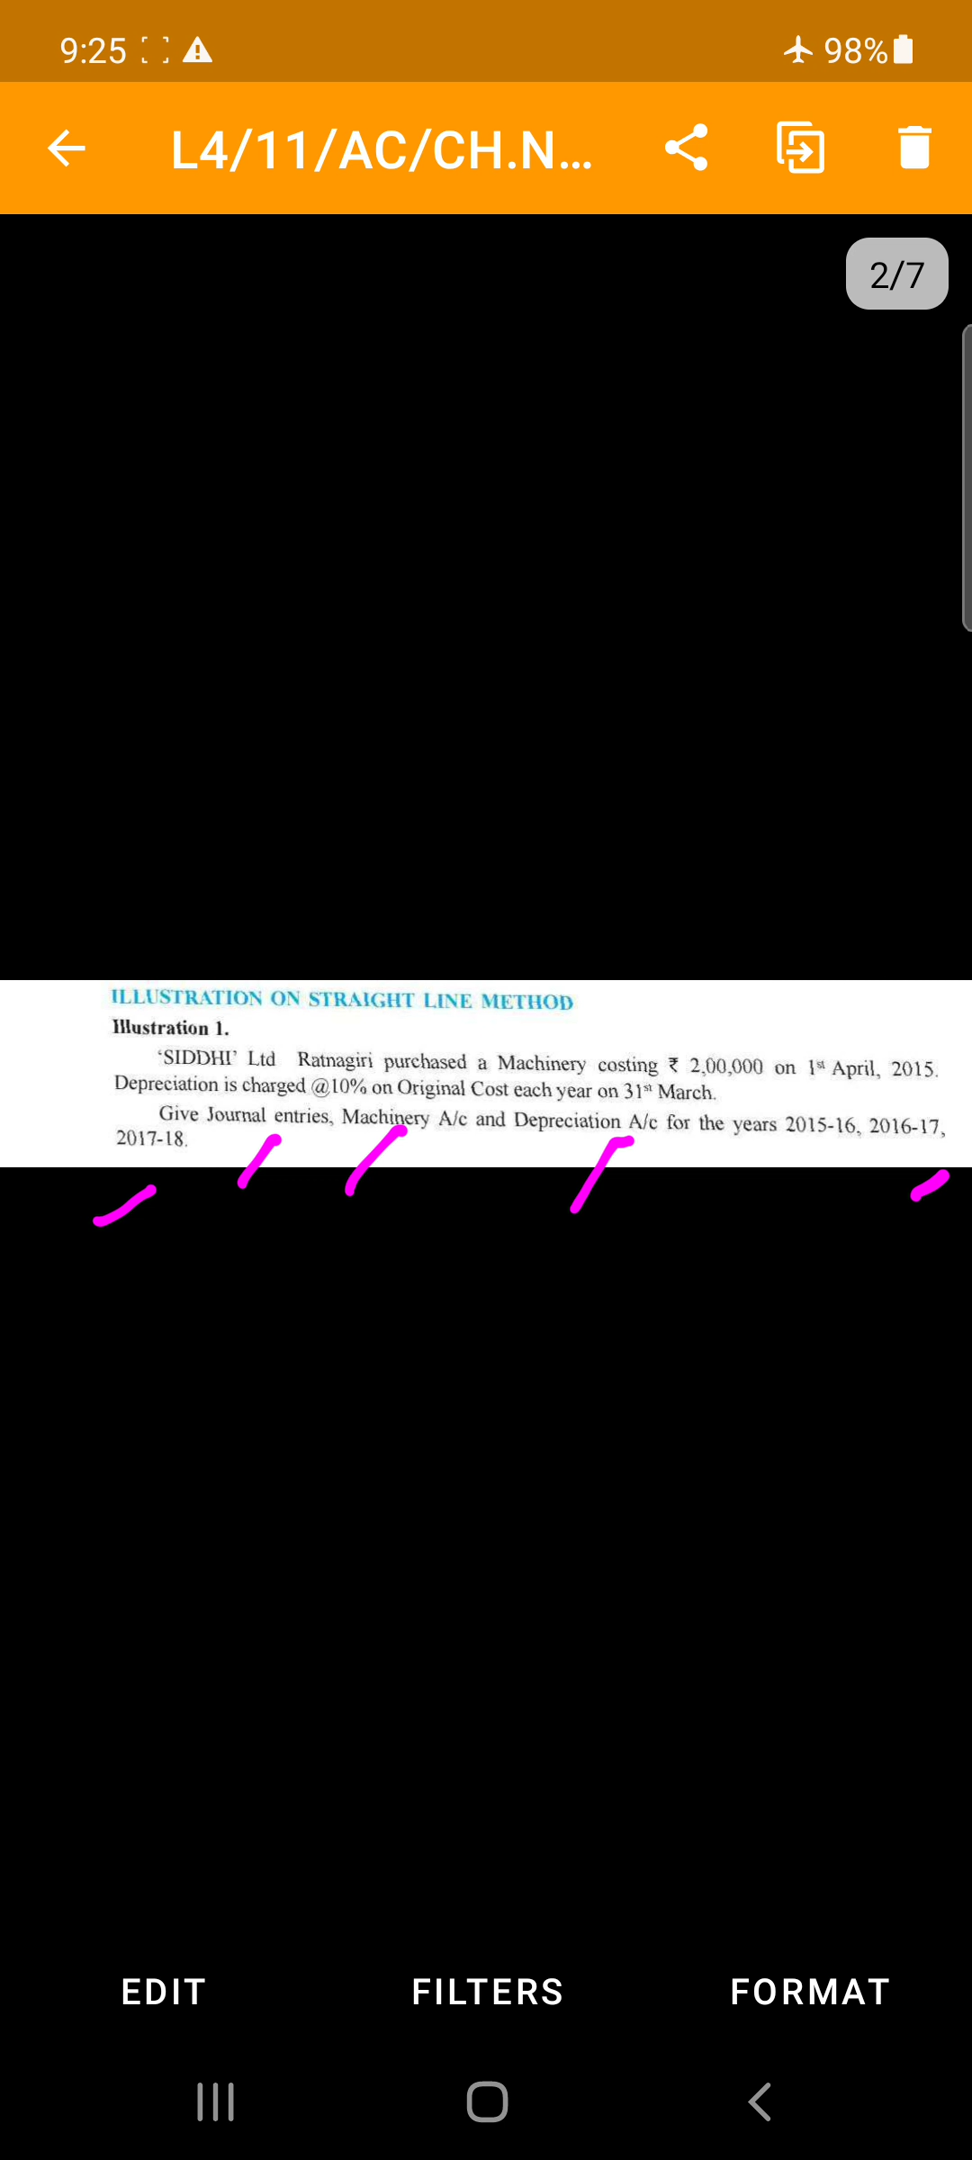 9:25 98%
L4/11/AC/CH.N...
2/7
ILLUSTRATION ON STRAIGHT LINE METHOD
Illustration 1.
‘SIDDHI’ Ltd Ratnagiri purchased a Machinery costing ₹ 2,00,000 on 1st April, 2015.
Depreciation is charged @10% on Original Cost each year on 31st March.
Give Journal entries, Machinery A/c and Depreciation A/c for the years 2015-16, 2016-17,
2017-18.
EDIT FILTERS FORMAT